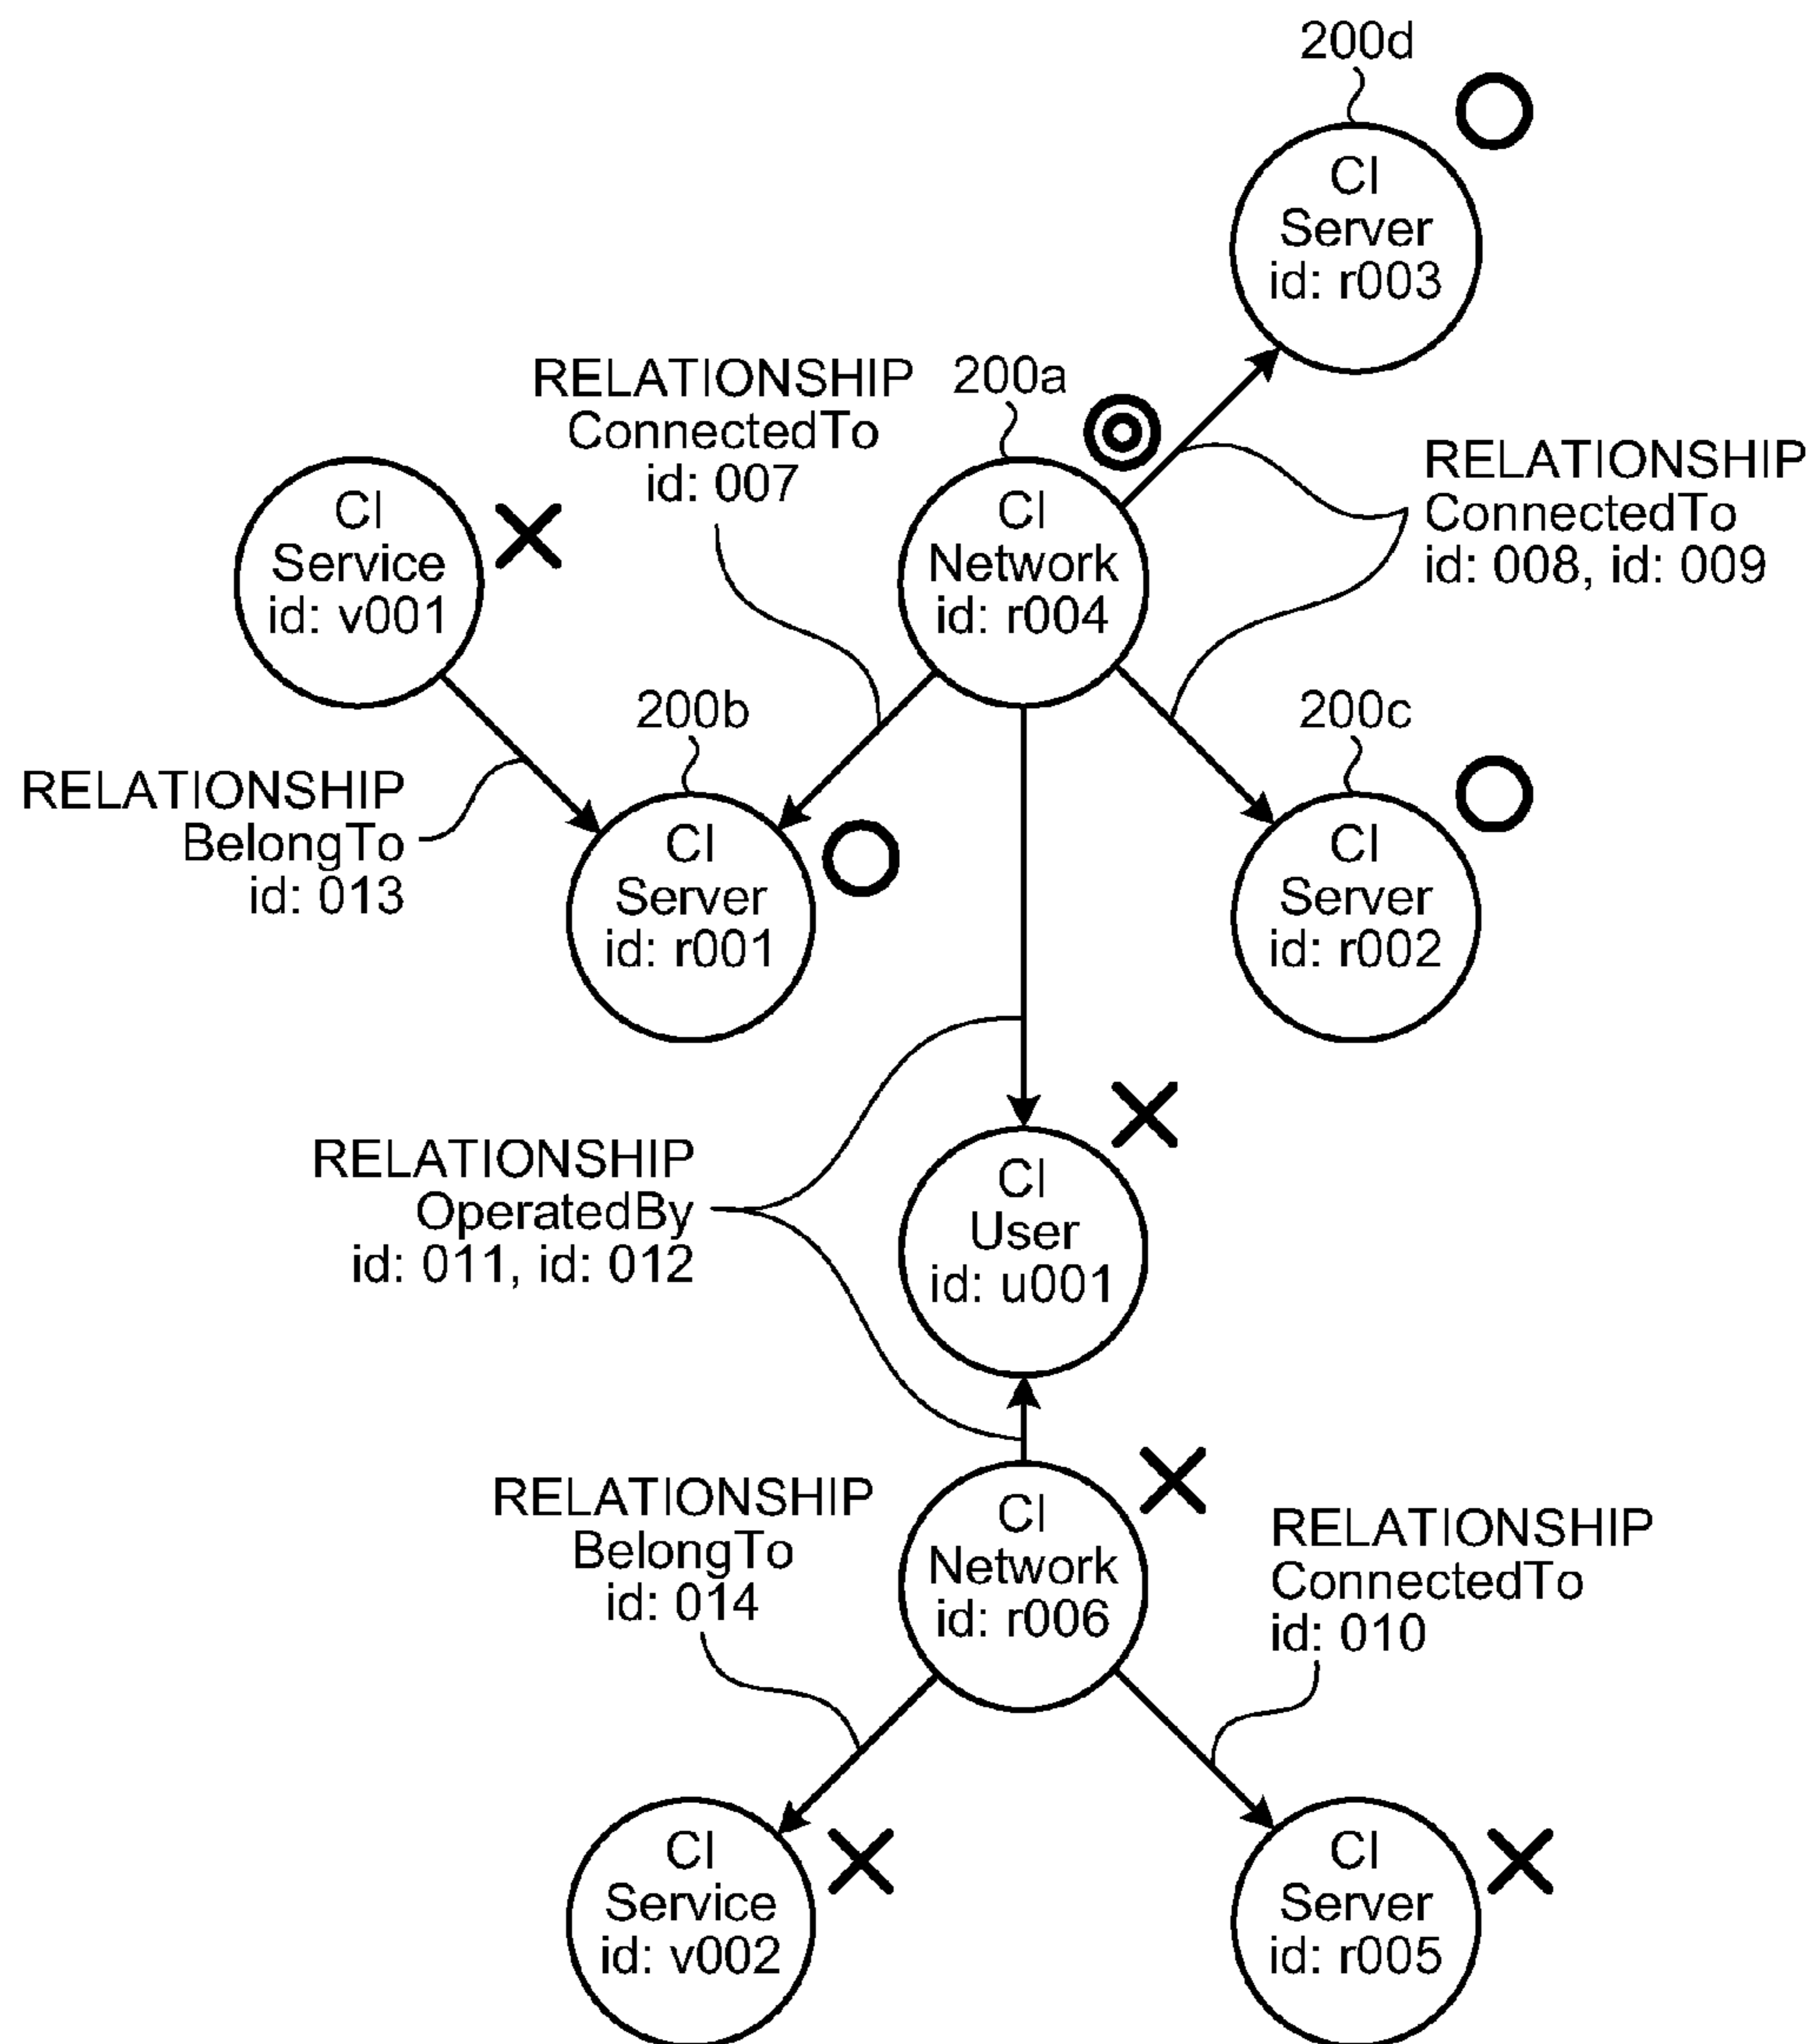 200d
CI
Server
id: r003
RELATIONSHIP
ConnectedTo
id: 007
200a
RELATIONSHIP
ConnectedTo
id: 008, id: 009
CI
Service
id: v001
CI
Network
id: r004
200b
200c
RELATIONSHIP
BelongTo
id: 013
CI
Server
id: r001
CI
Server
id: r002
RELATIONSHIP
OperatedBy
id: 011, id: 012
CI
User
id: u001
RELATIONSHIP
BelongTo
id: 014
CI
Network
id: r006
RELATIONSHIP
ConnectedTo
id: 010
CI
Service
id: v002
CI
Server
id: r005